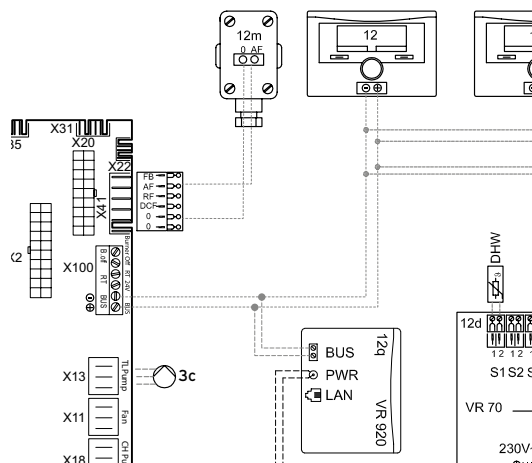 12m
0 AF
12
⊖ ⊕
35
X31
X20
X22
FB
AF
RF
DCF
0
0
X41
X2
X100
B.off
RT
BUS
Burner Off
RT 24V
BUS
⊖
⊕
DHW
12d
1 2 1 2
S1 S2 S
12q
BUS
PWR
LAN
VR 920
VR 70
230V~
X13
TLPump
3c
X11
Fan
X18
CH Pu